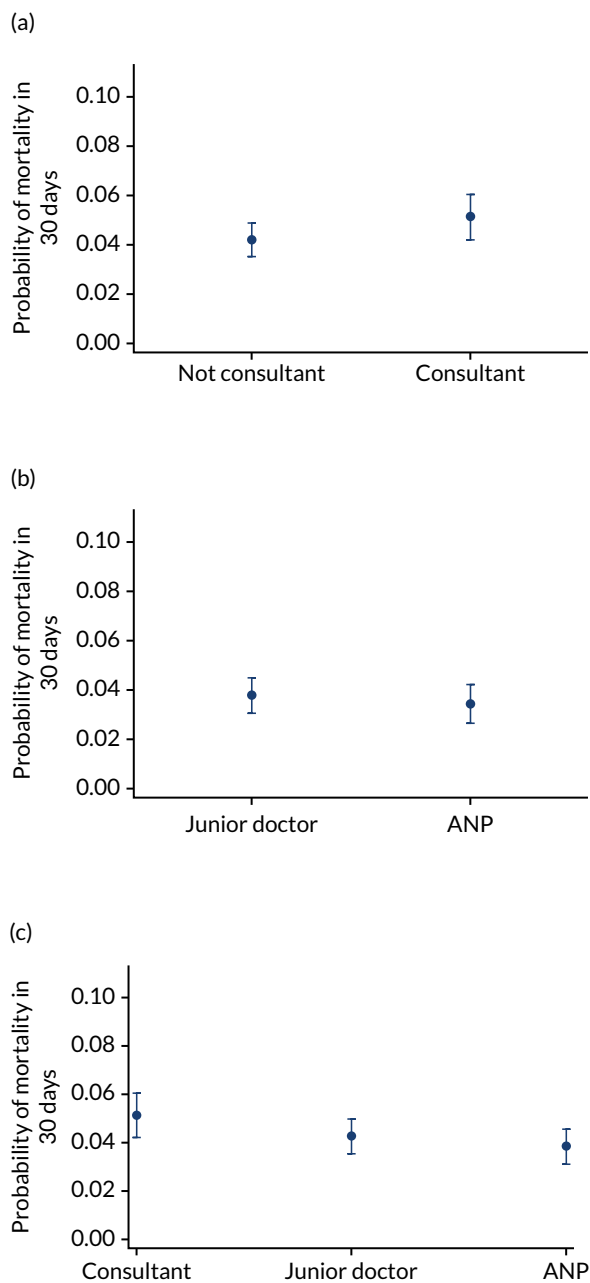 (a)
Probability of mortality in
30 days
0.10
0.08
0.06
0.04
0.02
0.00
Not consultant
Consultant
(b)
Probability of mortality in
30 days
0.10
0.08
0.06
0.04
0.02
0.00
Junior doctor
ANP
(c)
Probability of mortality in
30 days
0.10
0.08
0.06
0.04
0.02
0.00
Consultant
Junior doctor
ANP